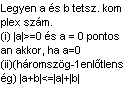 Legyen a és b tetsz. kom
plex szám.
(i) |a|>=0 és a = 0 pontos
an akkor, ha a=0
(ii)(háromszög-1enlőtlens
ég) |a+b|<=|a|+|b|